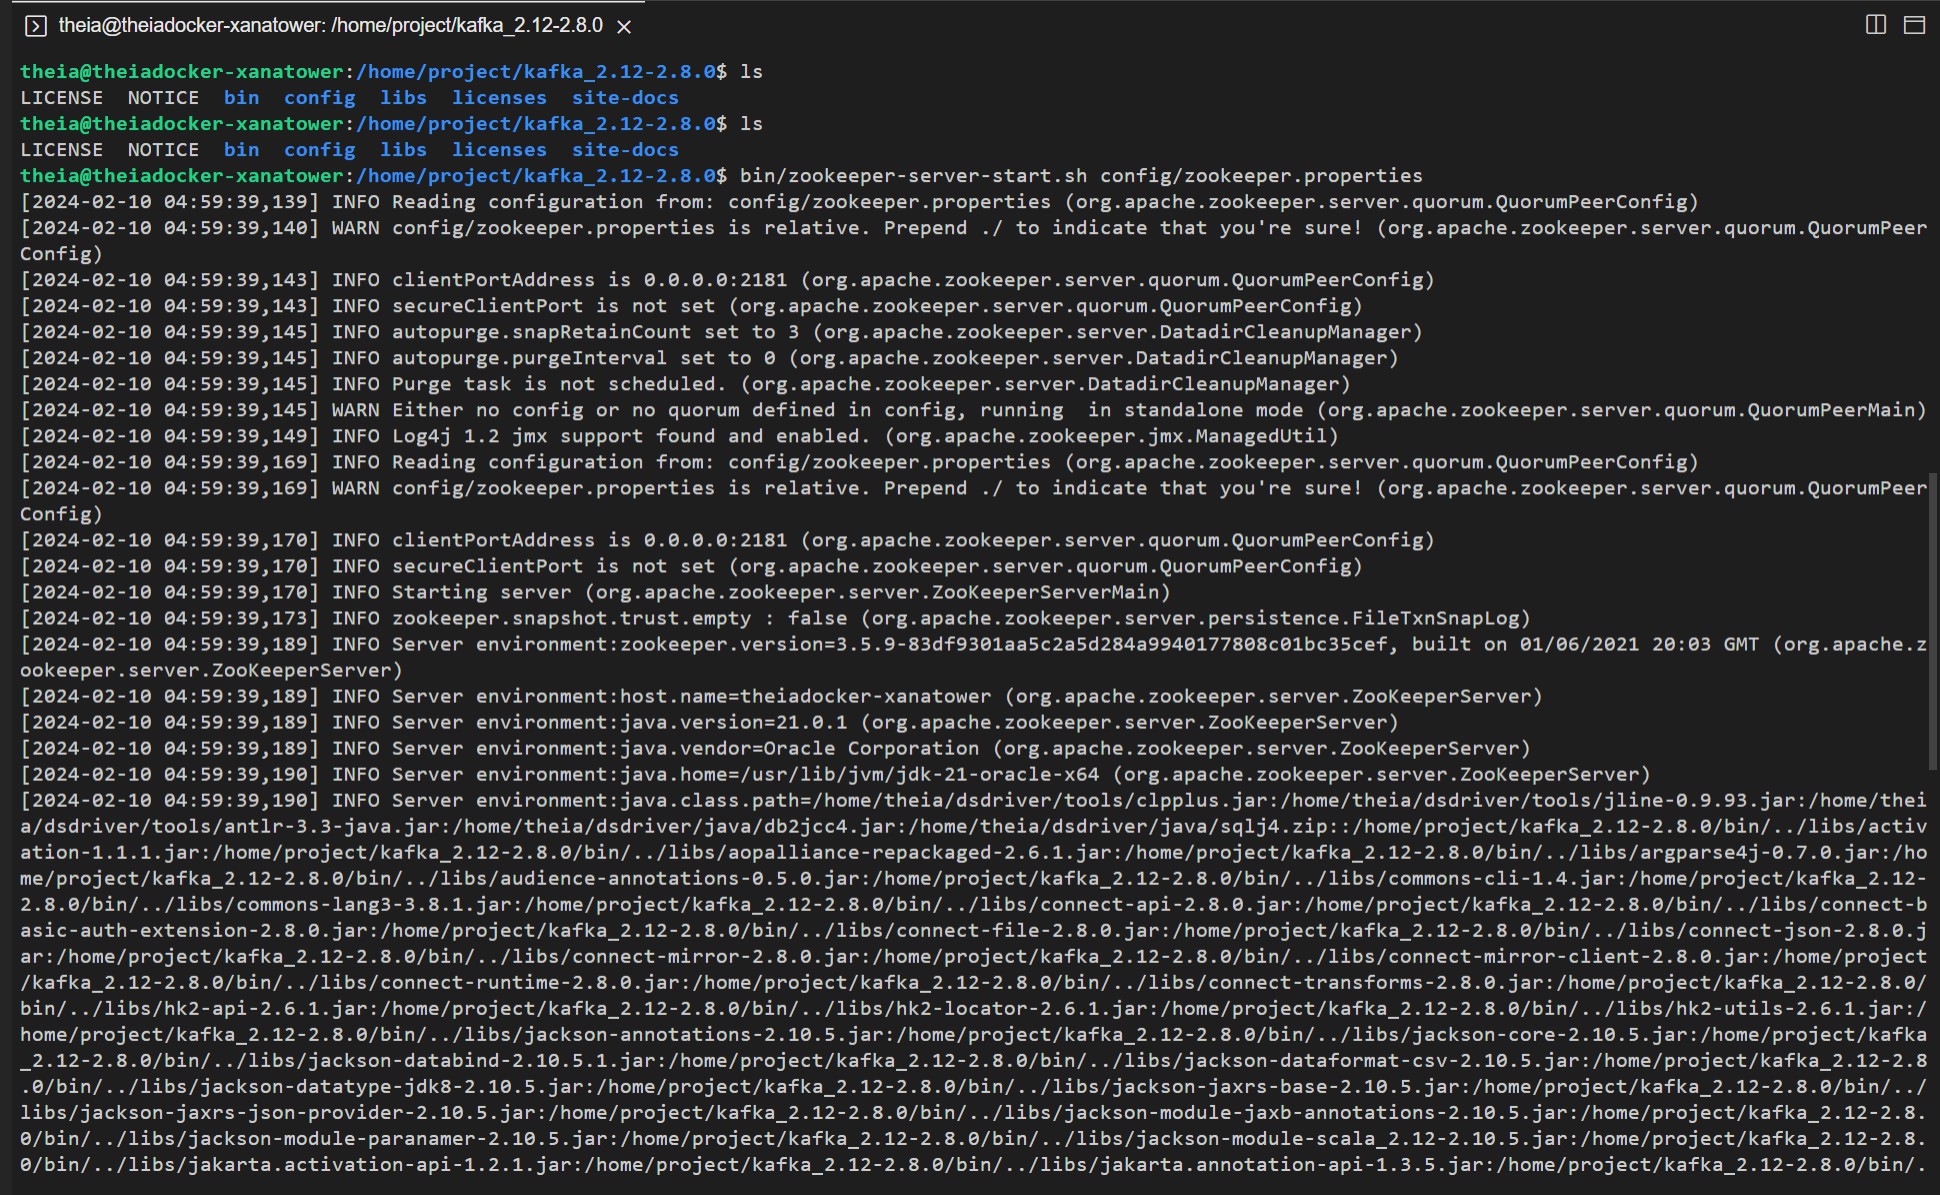 theia@theiadocker-xanatower: /home/project/kafka_2.12-2.8.0
theia@theiadocker-xanatower:/home/project/kafka_2.12-2.8.0$ ls
LICENSE  NOTICE  bin  config  libs  licenses  site-docs
theia@theiadocker-xanatower:/home/project/kafka_2.12-2.8.0$ ls
LICENSE  NOTICE  bin  config  libs  licenses  site-docs
theia@theiadocker-xanatower:/home/project/kafka_2.12-2.8.0$ bin/zookeeper-server-start.sh config/zookeeper.properties
[2024-02-10 04:59:39,139] INFO Reading configuration from: config/zookeeper.properties (org.apache.zookeeper.server.quorum.QuorumPeerConfig)
[2024-02-10 04:59:39,140] WARN config/zookeeper.properties is relative. Prepend ./ to indicate that you're sure! (org.apache.zookeeper.server.quorum.QuorumPeer
Config)
[2024-02-10 04:59:39,143] INFO clientPortAddress is 0.0.0.0:2181 (org.apache.zookeeper.server.quorum.QuorumPeerConfig)
[2024-02-10 04:59:39,143] INFO secureClientPort is not set (org.apache.zookeeper.server.quorum.QuorumPeerConfig)
[2024-02-10 04:59:39,145] INFO autopurge.snapRetainCount set to 3 (org.apache.zookeeper.server.DatadirCleanupManager)
[2024-02-10 04:59:39,145] INFO autopurge.purgeInterval set to 0 (org.apache.zookeeper.server.DatadirCleanupManager)
[2024-02-10 04:59:39,145] INFO Purge task is not scheduled. (org.apache.zookeeper.server.DatadirCleanupManager)
[2024-02-10 04:59:39,145] WARN Either no config or no quorum defined in config, running  in standalone mode (org.apache.zookeeper.server.quorum.QuorumPeerMain)
[2024-02-10 04:59:39,149] INFO Log4j 1.2 jmx support found and enabled. (org.apache.zookeeper.jmx.ManagedUtil)
[2024-02-10 04:59:39,169] INFO Reading configuration from: config/zookeeper.properties (org.apache.zookeeper.server.quorum.QuorumPeerConfig)
[2024-02-10 04:59:39,169] WARN config/zookeeper.properties is relative. Prepend ./ to indicate that you're sure! (org.apache.zookeeper.server.quorum.QuorumPeer
Config)
[2024-02-10 04:59:39,170] INFO clientPortAddress is 0.0.0.0:2181 (org.apache.zookeeper.server.quorum.QuorumPeerConfig)
[2024-02-10 04:59:39,170] INFO secureClientPort is not set (org.apache.zookeeper.server.quorum.QuorumPeerConfig)
[2024-02-10 04:59:39,170] INFO Starting server (org.apache.zookeeper.server.ZooKeeperServerMain)
[2024-02-10 04:59:39,173] INFO zookeeper.snapshot.trust.empty : false (org.apache.zookeeper.server.persistence.FileTxnSnapLog)
[2024-02-10 04:59:39,189] INFO Server environment:zookeeper.version=3.5.9-83df9301aa5c2a5d284a9940177808c01bc35cef, built on 01/06/2021 20:03 GMT (org.apache.z
ookeeper.server.ZooKeeperServer)
[2024-02-10 04:59:39,189] INFO Server environment:host.name=theiadocker-xanatower (org.apache.zookeeper.server.ZooKeeperServer)
[2024-02-10 04:59:39,189] INFO Server environment:java.version=21.0.1 (org.apache.zookeeper.server.ZooKeeperServer)
[2024-02-10 04:59:39,189] INFO Server environment:java.vendor=Oracle Corporation (org.apache.zookeeper.server.ZooKeeperServer)
[2024-02-10 04:59:39,190] INFO Server environment:java.home=/usr/lib/jvm/jdk-21-oracle-x64 (org.apache.zookeeper.server.ZooKeeperServer)
[2024-02-10 04:59:39,190] INFO Server environment:java.class.path=/home/theia/dsdriver/tools/clpplus.jar:/home/theia/dsdriver/tools/jline-0.9.93.jar:/home/thei
a/dsdriver/tools/antlr-3.3-java.jar:/home/theia/dsdriver/java/db2jcc4.jar:/home/theia/dsdriver/java/sqlj4.zip::/home/project/kafka_2.12-2.8.0/bin/../libs/activ
ation-1.1.1.jar:/home/project/kafka_2.12-2.8.0/bin/../libs/aopalliance-repackaged-2.6.1.jar:/home/project/kafka_2.12-2.8.0/bin/../libs/argparse4j-0.7.0.jar:/ho
me/project/kafka_2.12-2.8.0/bin/../libs/audience-annotations-0.5.0.jar:/home/project/kafka_2.12-2.8.0/bin/../libs/commons-cli-1.4.jar:/home/project/kafka_2.12-
2.8.0/bin/../libs/commons-lang3-3.8.1.jar:/home/project/kafka_2.12-2.8.0/bin/../libs/connect-api-2.8.0.jar:/home/project/kafka_2.12-2.8.0/bin/../libs/connect-b
asic-auth-extension-2.8.0.jar:/home/project/kafka_2.12-2.8.0/bin/../libs/connect-file-2.8.0.jar:/home/project/kafka_2.12-2.8.0/bin/../libs/connect-json-2.8.0.j
ar:/home/project/kafka_2.12-2.8.0/bin/../libs/connect-mirror-2.8.0.jar:/home/project/kafka_2.12-2.8.0/bin/../libs/connect-mirror-client-2.8.0.jar:/home/project
/kafka_2.12-2.8.0/bin/../libs/connect-runtime-2.8.0.jar:/home/project/kafka_2.12-2.8.0/bin/../libs/connect-transforms-2.8.0.jar:/home/project/kafka_2.12-2.8.0/
bin/../libs/hk2-api-2.6.1.jar:/home/project/kafka_2.12-2.8.0/bin/../libs/hk2-locator-2.6.1.jar:/home/project/kafka_2.12-2.8.0/bin/../libs/hk2-utils-2.6.1.jar:/
home/project/kafka_2.12-2.8.0/bin/../libs/jackson-annotations-2.10.5.jar:/home/project/kafka_2.12-2.8.0/bin/../libs/jackson-core-2.10.5.jar:/home/project/kafka
_2.12-2.8.0/bin/../libs/jackson-databind-2.10.5.1.jar:/home/project/kafka_2.12-2.8.0/bin/../libs/jackson-dataformat-csv-2.10.5.jar:/home/project/kafka_2.12-2.8
.0/bin/../libs/jackson-datatype-jdk8-2.10.5.jar:/home/project/kafka_2.12-2.8.0/bin/../libs/jackson-jaxrs-base-2.10.5.jar:/home/project/kafka_2.12-2.8.0/bin/../
libs/jackson-jaxrs-json-provider-2.10.5.jar:/home/project/kafka_2.12-2.8.0/bin/../libs/jackson-module-jaxb-annotations-2.10.5.jar:/home/project/kafka_2.12-2.8.
0/bin/../libs/jackson-module-paranamer-2.10.5.jar:/home/project/kafka_2.12-2.8.0/bin/../libs/jackson-module-scala_2.12-2.10.5.jar:/home/project/kafka_2.12-2.8.
0/bin/../libs/jakarta.activation-api-1.2.1.jar:/home/project/kafka_2.12-2.8.0/bin/../libs/jakarta.annotation-api-1.3.5.jar:/home/project/kafka_2.12-2.8.0/bin/.